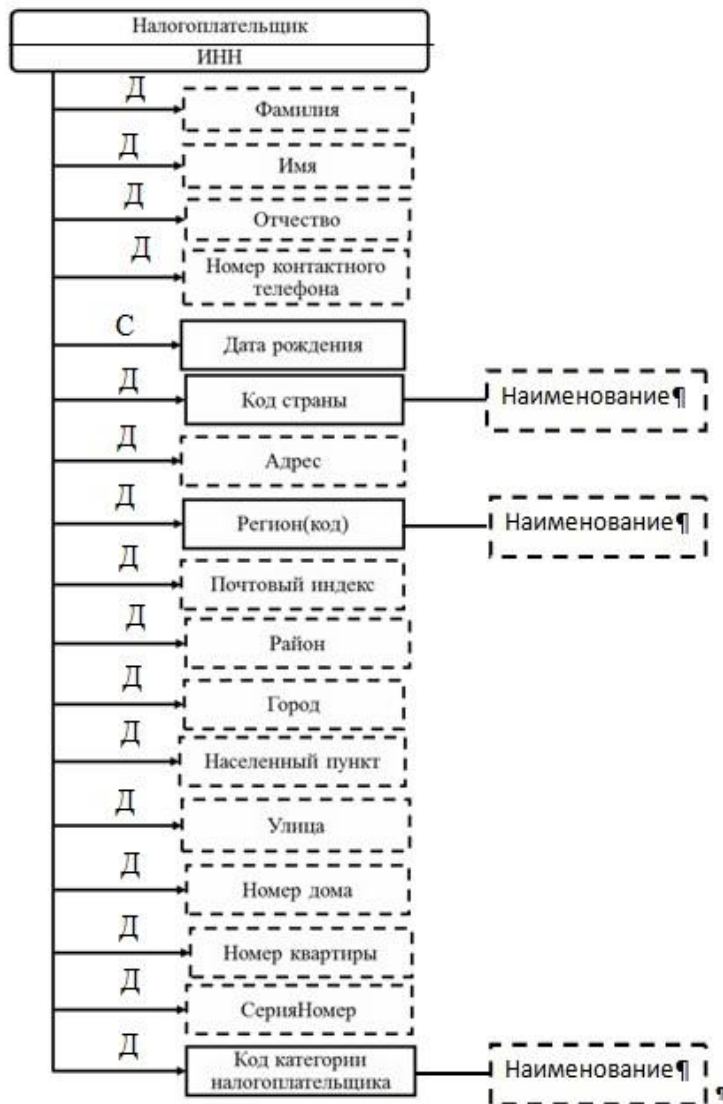 Налогоплательщик
ИНН
Д
Фамилия
Д
Имя
Д
Отчество
Д
Номер контактного
телефона
С
Дата рождения
Д
Код страны
Наименование¶
Д
Адрес
Д
Регион(код)
Наименование¶
Д
Почтовый индекс
Д
Район
Д
Город
Д
Населенный пункт
Д
Улица
Д
Номер дома
Д
Номер квартиры
Д
СерияНомер
Д
Код категории
налогоплательщика
Наименование¶
¶